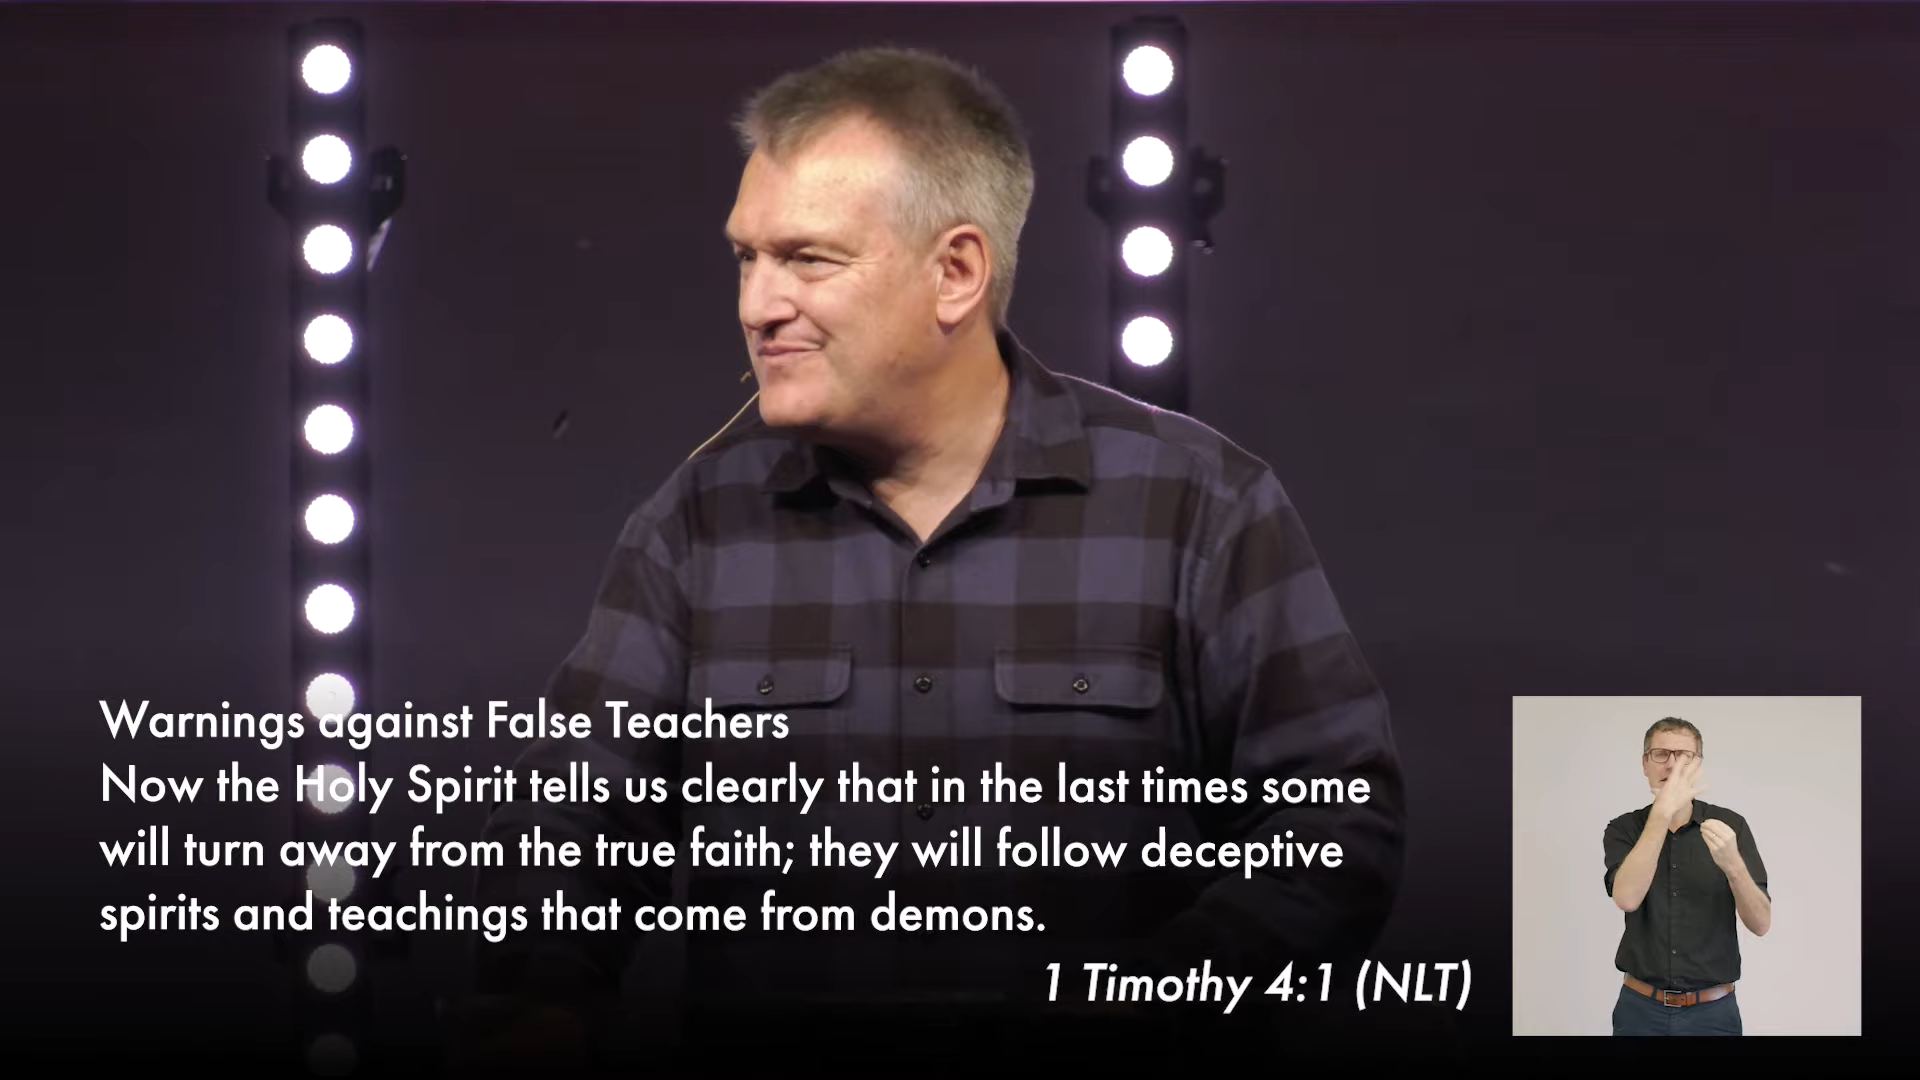 Warnings against False Teachers
Now the Holy Spirit tells us clearly that in the last times some
will turn away from the true faith; they will follow deceptive
spirits and teachings that come from demons.
1 Timothy 4:1 (NLT)